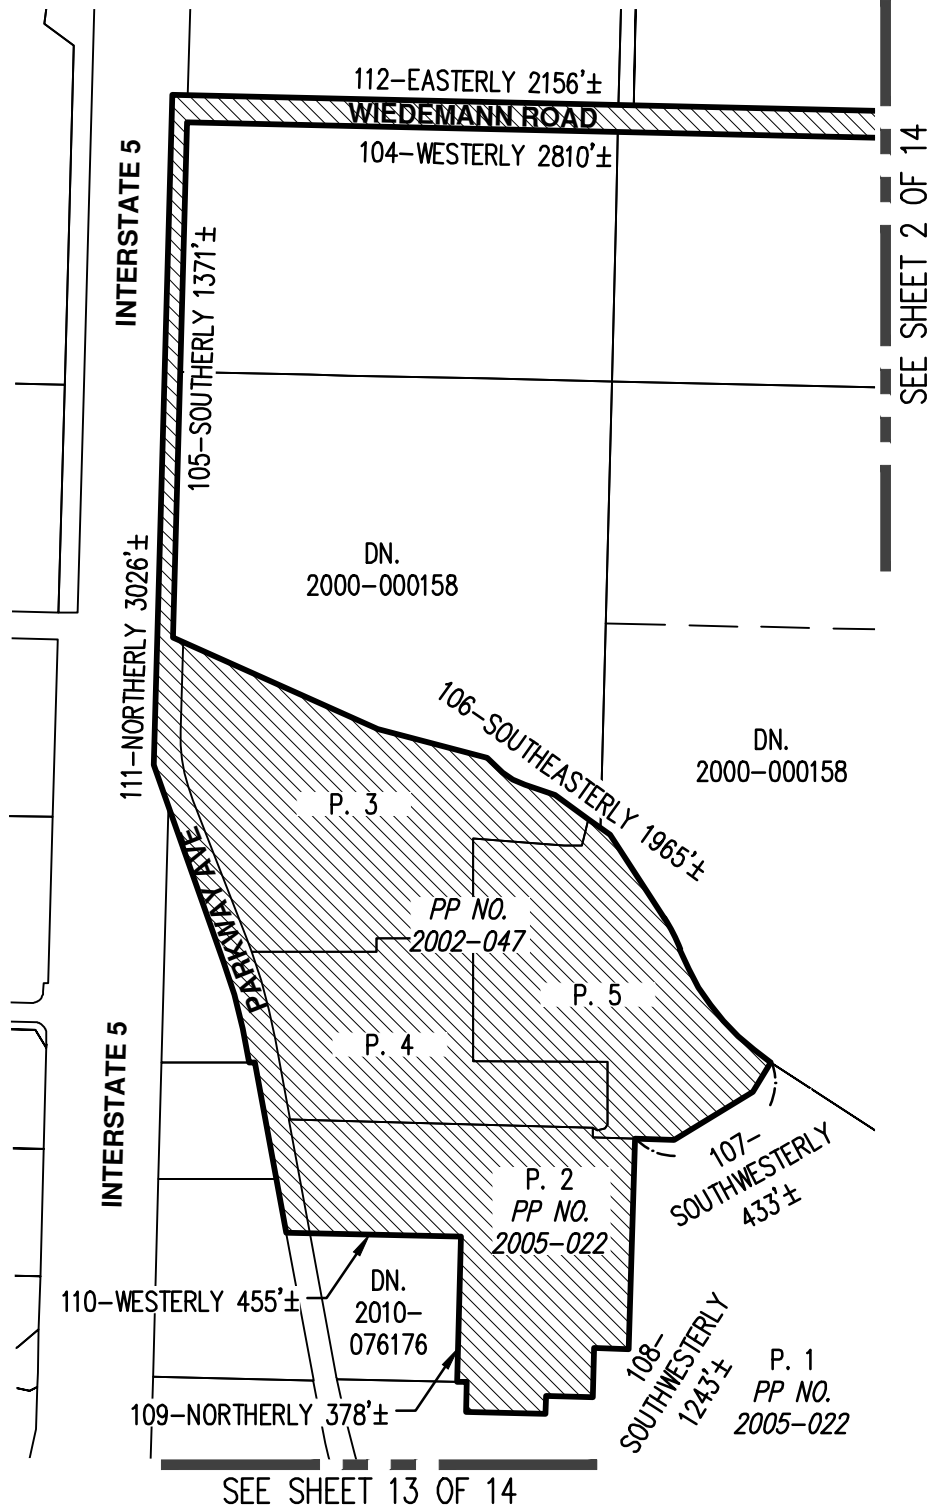 112-EASTERLY 2156'±
WIEDEMANN ROAD
104-WESTERLY 2810'±
SEE SHEET 2 OF 14
INTERSTATE 5
105-SOUTHERLY 1371'±
DN.
2000-000158
111-NORTHERLY 3026'±
106-SOUTHEASTERLY 1965'±
DN.
2000-000158
P. 3
PARKWAY AVE
PP NO.
2002-047
P. 5
P. 4
INTERSTATE 5
107-
SOUTHWESTERLY
433'±
P. 2
PP NO.
2005-022
110-WESTERLY 455'±
DN.
2010-
076176
108-
SOUTHWESTERLY
1243'±
P. 1
PP NO.
2005-022
109-NORTHERLY 378'±
SEE SHEET 13 OF 14